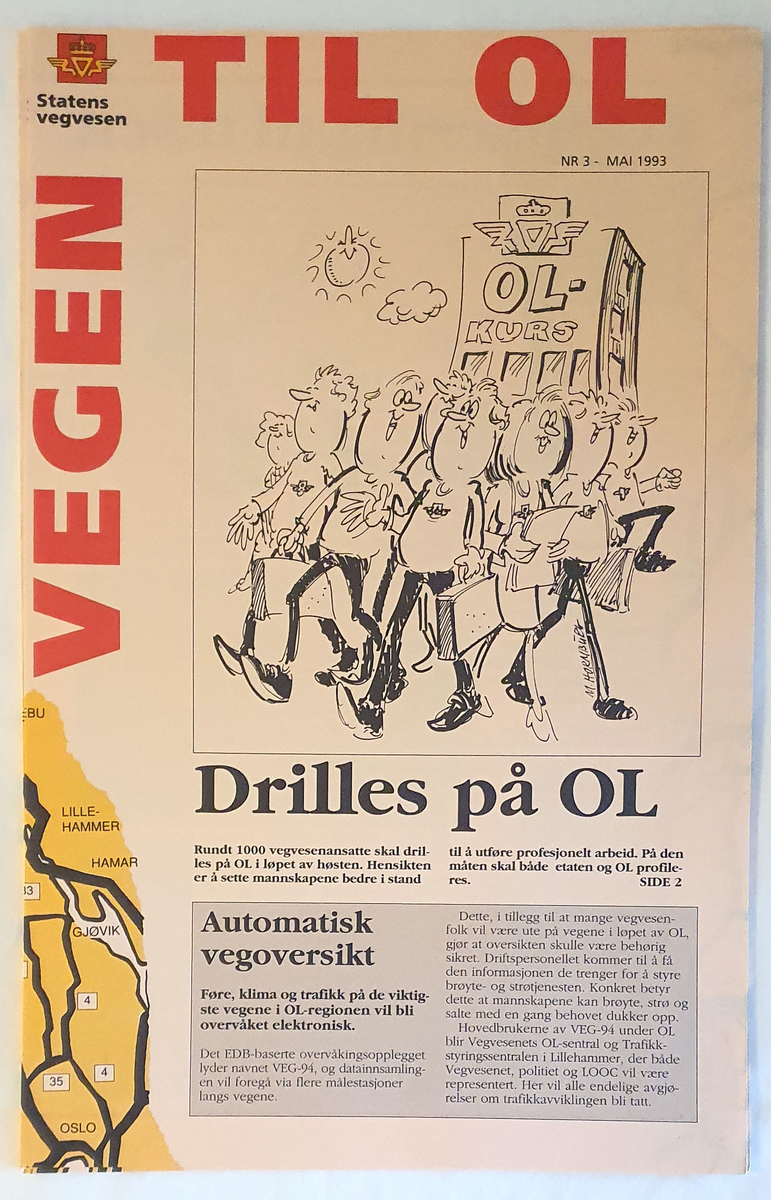 Statens
vegvesen
VEGEN
TIL OL
NR 3 - MAI 1993
OL-
KURS
M. HORNBÜEV
Drilles på OL
Rundt 1000 vegvesenansatte skal dril-
les på OL i løpet av høsten. Hensikten
er å sette mannskapene bedre i stand
til å utføre profesjonelt arbeid. På den
måten skal både etaten og OL profile-
res. SIDE 2
Automatisk
vegoversikt
Føre, klima og trafikk på de viktig-
ste vegene i OL-regionen vil bli
overvåket elektronisk.
Det EDB-baserte overvåkingsopplegget
lyder navnet VEG-94, og datainnsamling-
en vil foregå via flere målestasjoner
langs vegene.
Dette, i tillegg til at mange vegvesen-
folk vil være ute på vegene i løpet av OL,
gjør at oversikten skulle være behørig
sikret. Driftspersonellet kommer til å få
den informasjonen de trenger for å styre
brøyte- og strøtjenesten. Konkret betyr
dette at mannskapene kan brøyte, strø og
salte med en gang behovet dukker opp.
Hovedbrukerne av VEG-94 under OL
blir Vegvesenets OL-sentral og Trafikk-
styringssentralen i Lillehammer, der både
Vegvesenet, politiet og LOOC vil være
representert. Her vil alle endelige avgjø-
relser om trafikkavviklingen bli tatt.
EBU
LILLE-
HAMMER
HAMAR
33
GJØVIK
4
35
4
OSLO